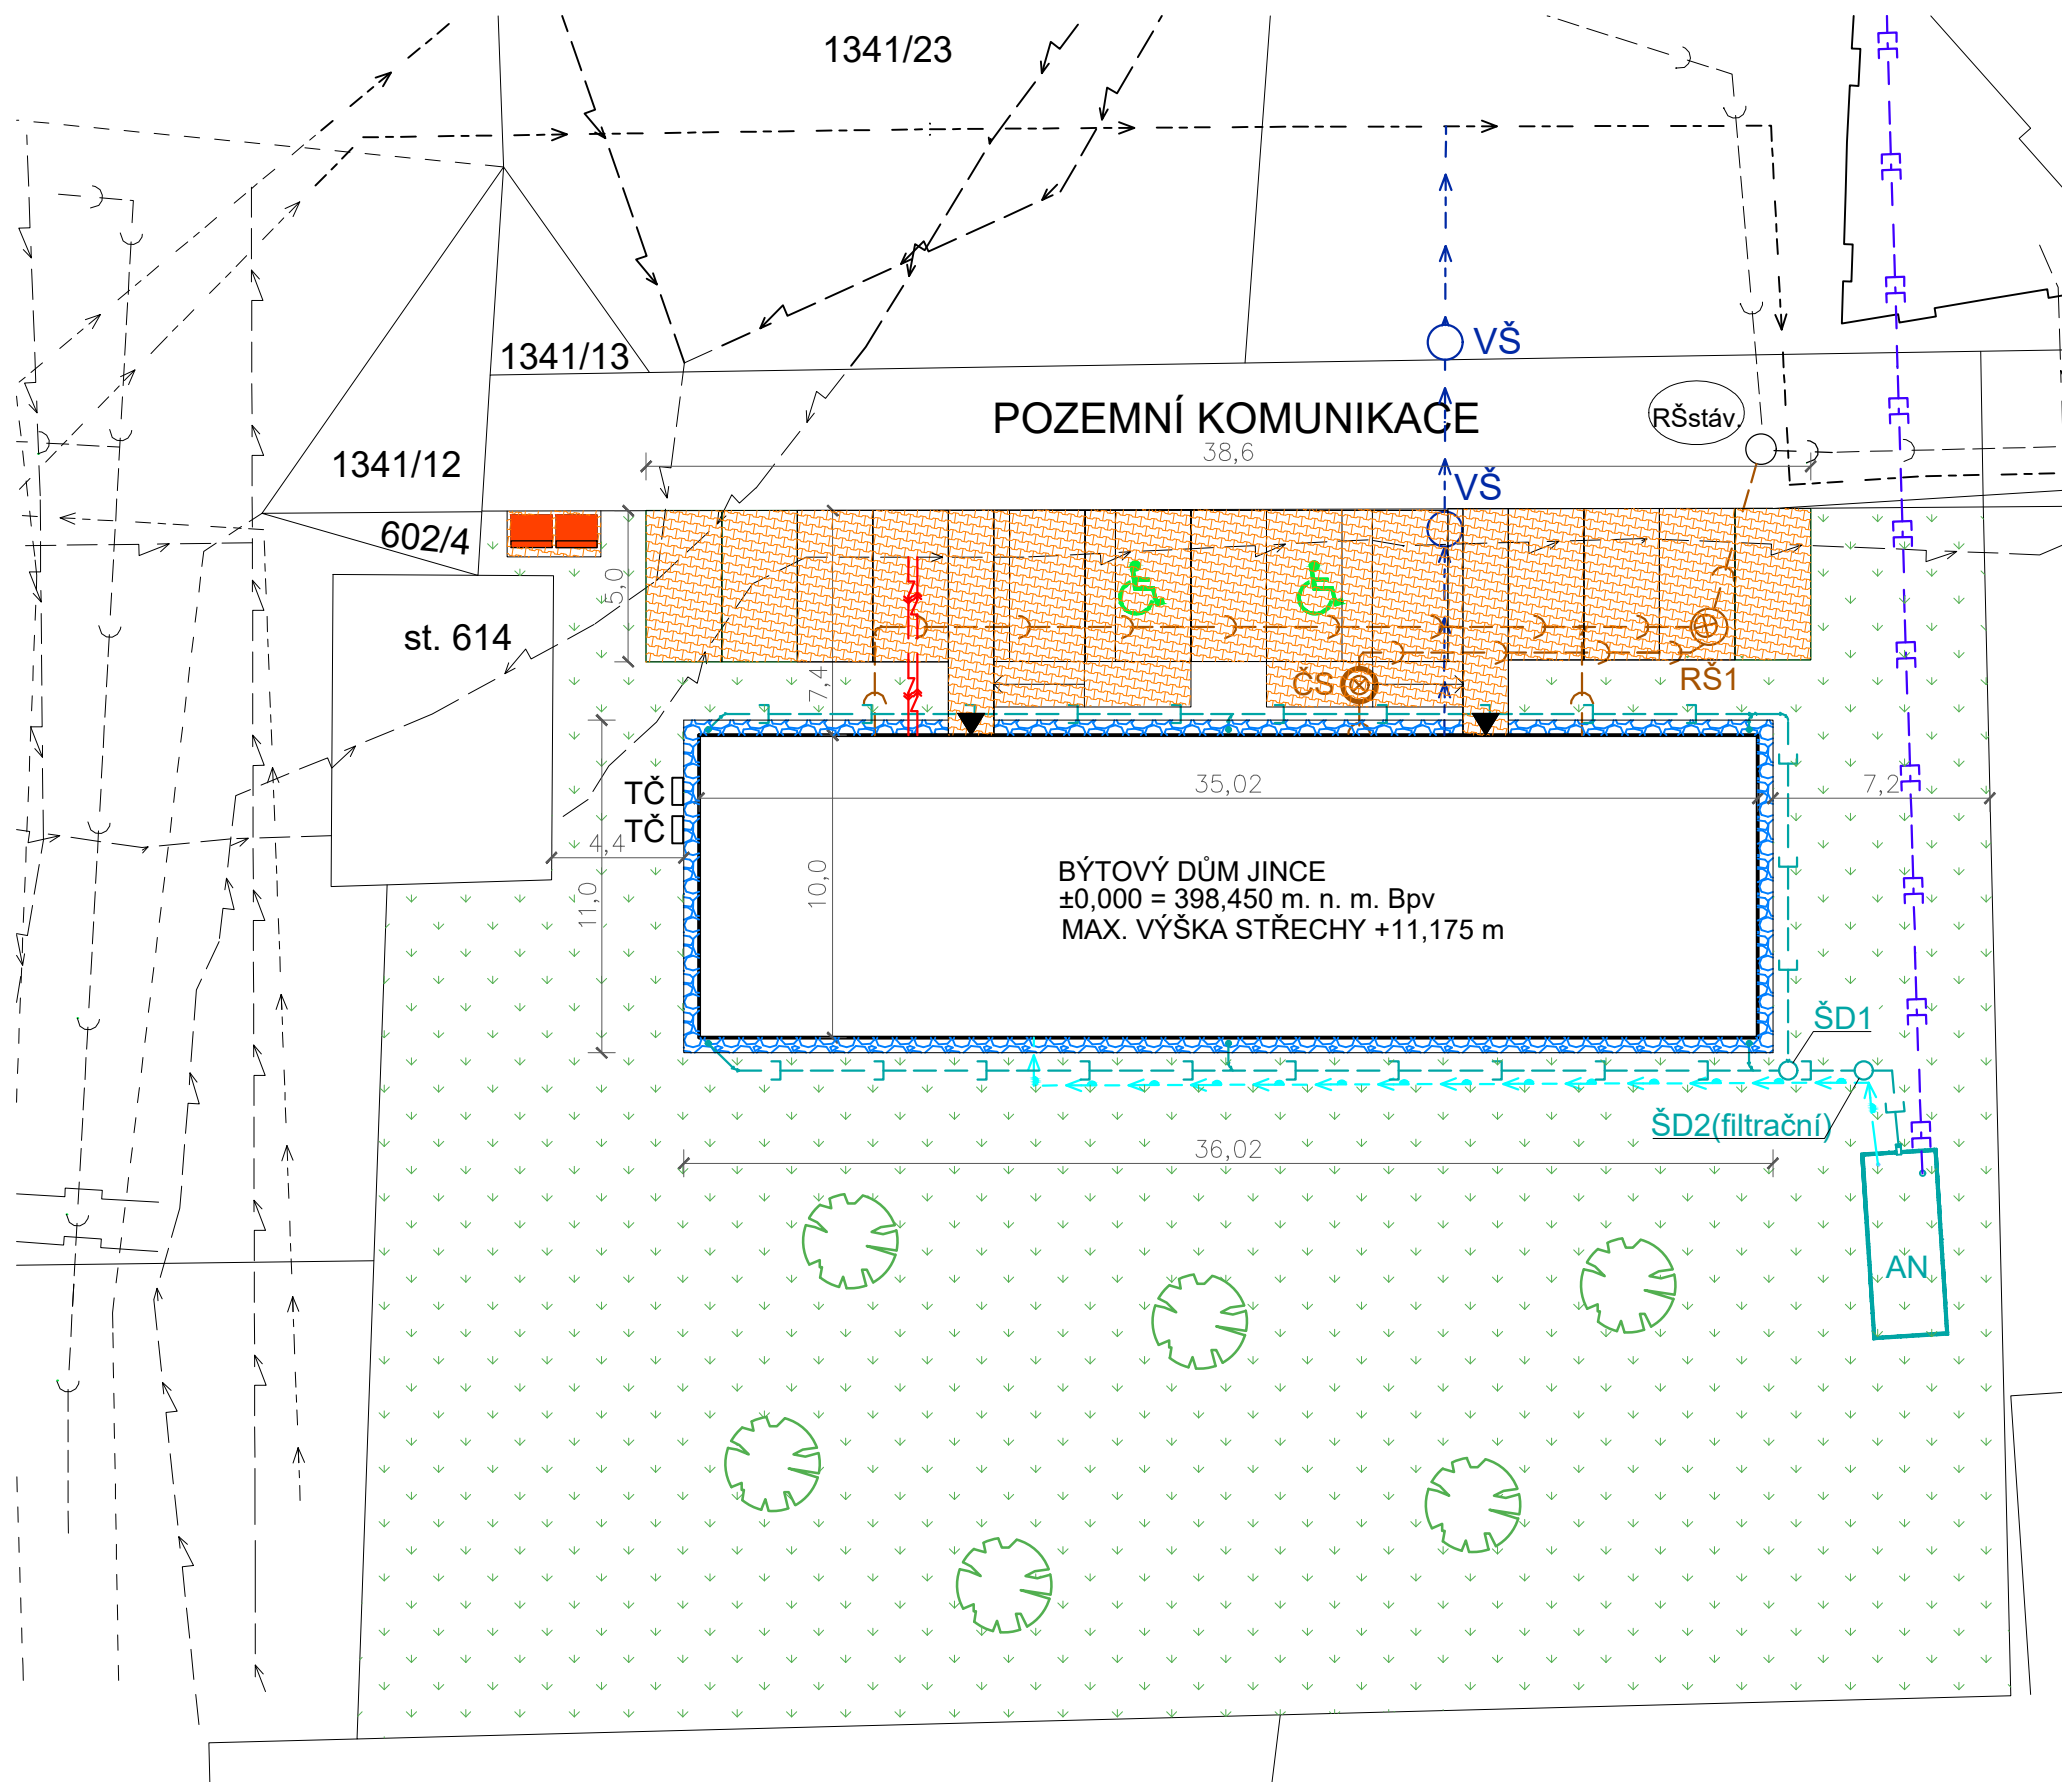 1341/23
1341/13
VŠ
POZEMNÍ KOMUNIKACE
RŠstáv.
38,6
1341/12
VŠ
602/4
5,0
st. 614
7,4
ČS
RŠ1
TČ
35,02
7,2
TČ
4,4
11,0
10,0
BÝTOVÝ DŮM JINCE
±0,000 = 398,450 m. n. m. Bpv
MAX. VÝŠKA STŘECHY +11,175 m
ŠD1
ŠD2(filtrační)
36,02
AN